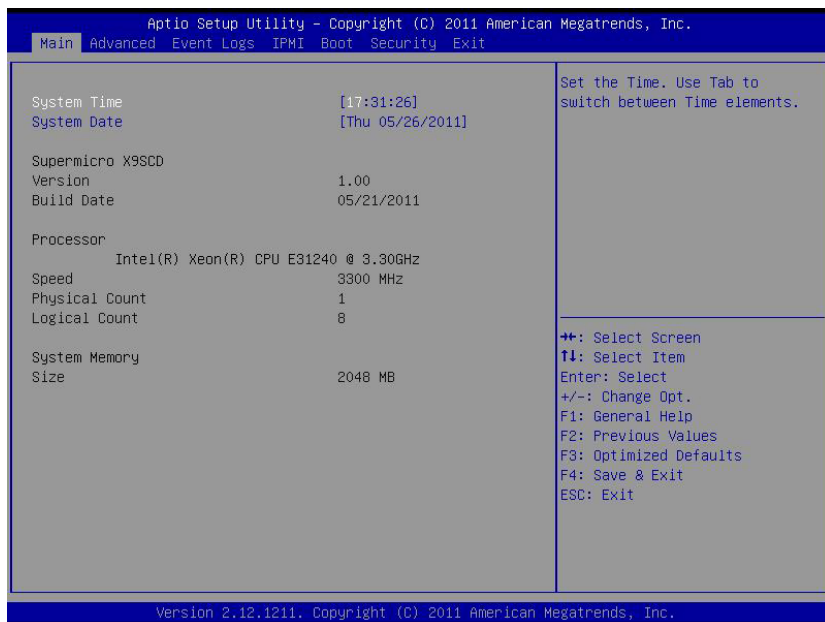 Aptio Setup Utility – Copyright (C) 2011 American Megatrends, Inc.
Main Advanced Event Logs IPMI Boot Security Exit
System Time [17:31:26]
System Date [Thu 05/26/2011]
Supermicro X9SCD
Version 1.00
Build Date 05/21/2011
Processor
Intel(R) Xeon(R) CPU E31240 @ 3.30GHz
Speed 3300 MHz
Physical Count 1
Logical Count 8
System Memory
Size 2048 MB
Set the Time. Use Tab to
switch between Time elements.
→←: Select Screen
↑↓: Select Item
Enter: Select
+/-: Change Opt.
F1: General Help
F2: Previous Values
F3: Optimized Defaults
F4: Save & Exit
ESC: Exit
Version 2.12.1211. Copyright (C) 2011 American Megatrends, Inc.